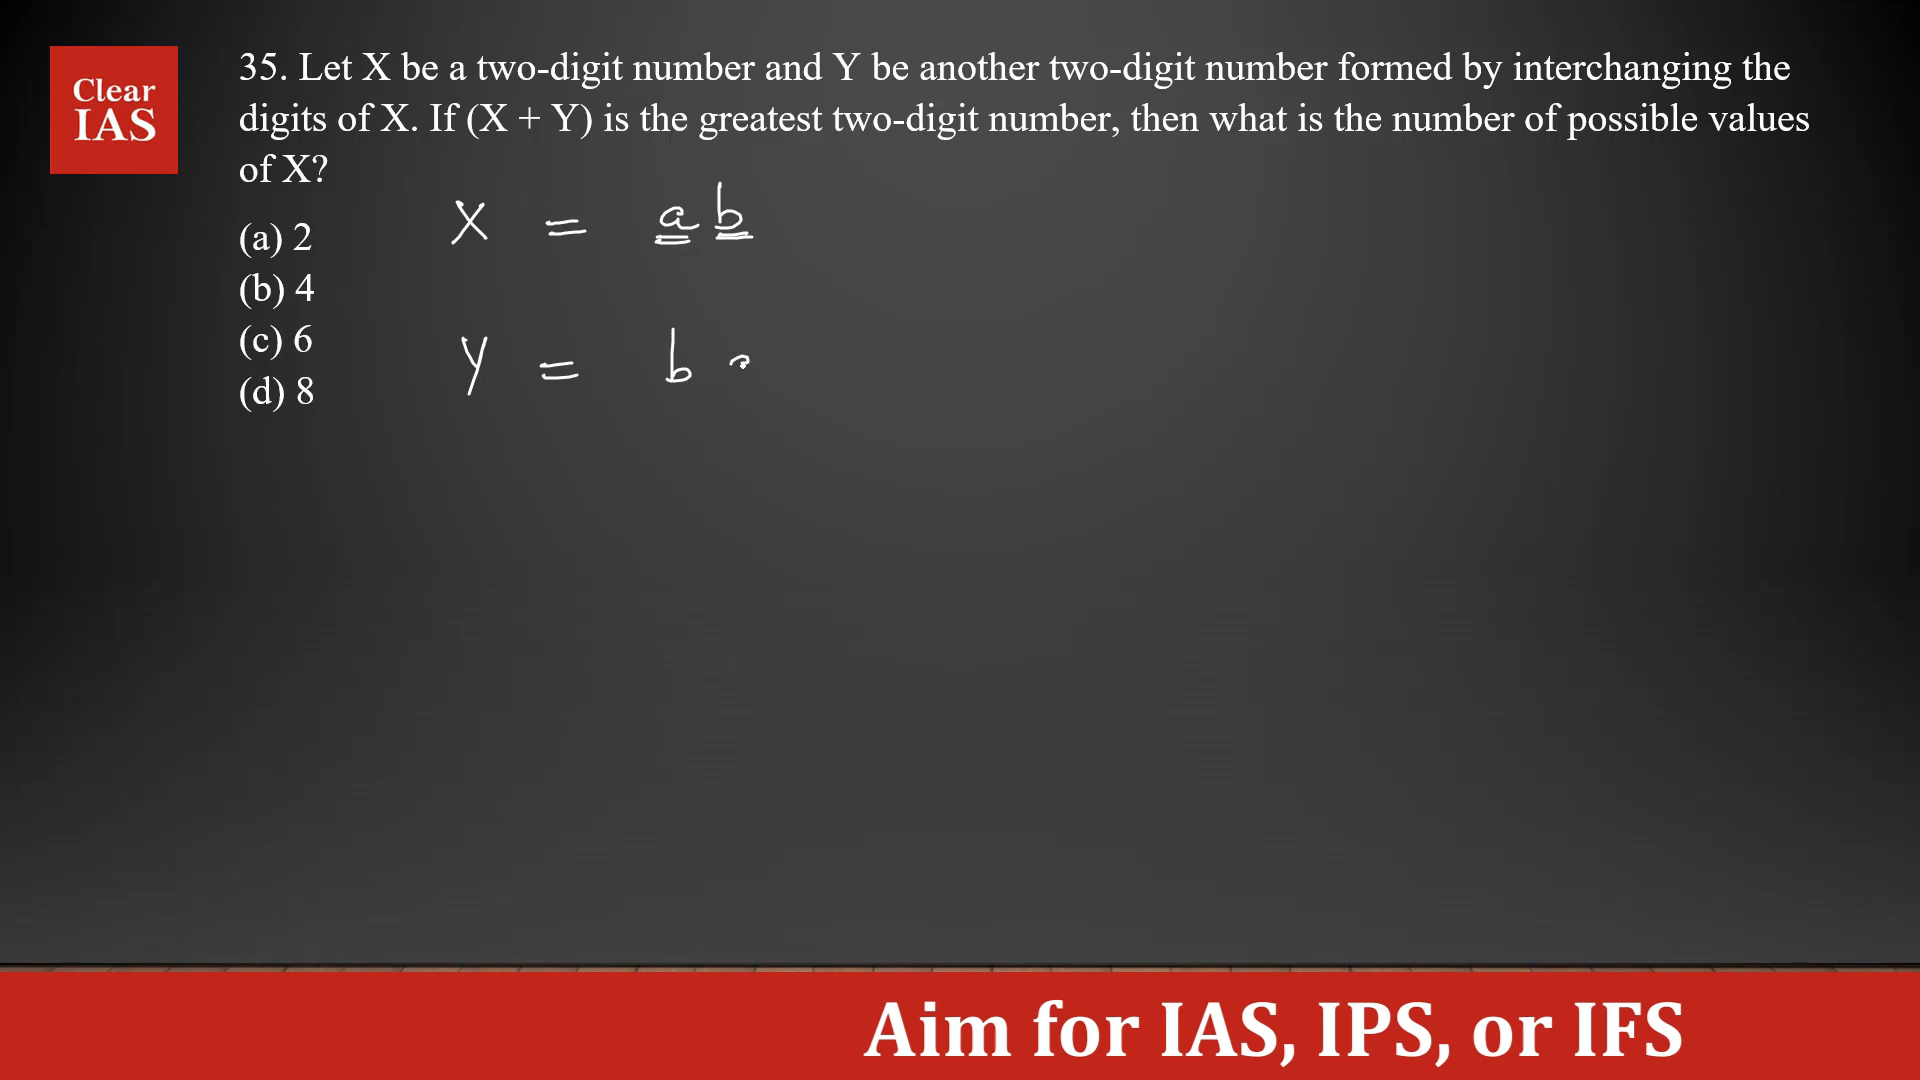 Clear
IAS
35. Let X be a two-digit number and Y be another two-digit number formed by interchanging the
digits of X. If (X + Y) is the greatest two-digit number, then what is the number of possible values
of X?
(a) 2
(b) 4
(c) 6
(d) 8
X = a b
Y = b
Aim for IAS, IPS, or IFS